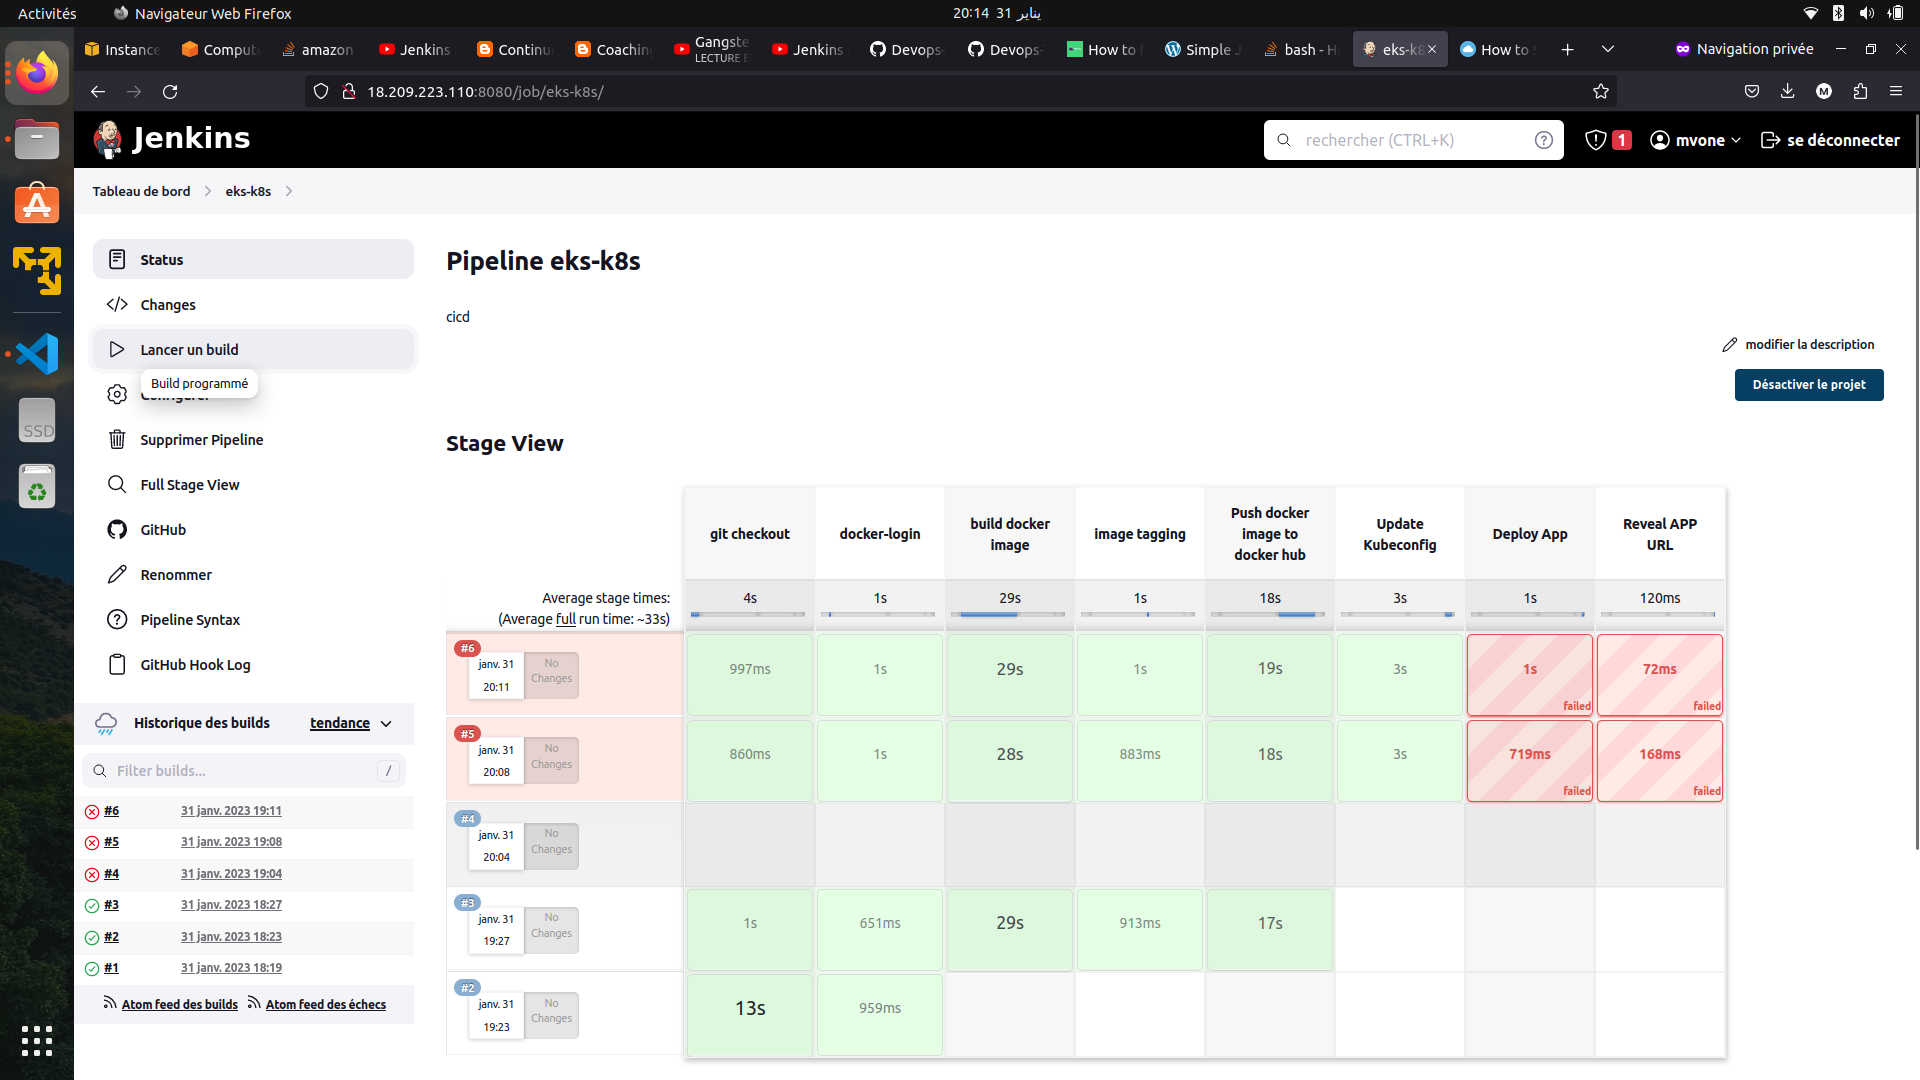 Activités
Navigateur Web Firefox
20:14 31 يناير
Instance
Compute
amazon
Jenkins
Continu
Coaching
Gangste
LECTURE E
Jenkins
Devops-
Devops-
How to
Simple J
bash - H
eks-k8
How to S
Navigation privée
18.209.223.110:8080/job/eks-k8s/
Jenkins
rechercher (CTRL+K)
1
mvone
se déconnecter
Tableau de bord
eks-k8s
Status
Changes
Lancer un build
Build programmé
Supprimer Pipeline
Full Stage View
GitHub
Renommer
Pipeline Syntax
GitHub Hook Log
Historique des builds
tendance
Filter builds...
/
#6 31 janv. 2023 19:11
#5 31 janv. 2023 19:08
#4 31 janv. 2023 19:04
#3 31 janv. 2023 18:27
#2 31 janv. 2023 18:23
#1 31 janv. 2023 18:19
Atom feed des builds
Atom feed des échecs
SSD
Pipeline eks-k8s
cicd
modifier la description
Désactiver le projet
Stage View
git checkout
docker-login
build docker
image
image tagging
Push docker
image to
docker hub
Update
Kubeconfig
Deploy App
Reveal APP
URL
Average stage times:
(Average full run time: ~33s)
4s 1s 29s 1s 18s 3s 1s 120ms
#6
janv. 31
20:11
No
Changes
997ms 1s 29s 1s 19s 3s 1s 72ms
failed failed
#5
janv. 31
20:08
No
Changes
860ms 1s 28s 883ms 18s 3s 719ms 168ms
failed failed
#4
janv. 31
20:04
No
Changes
#3
janv. 31
19:27
No
Changes
1s 651ms 29s 913ms 17s
#2
janv. 31
19:23
No
Changes
13s 959ms